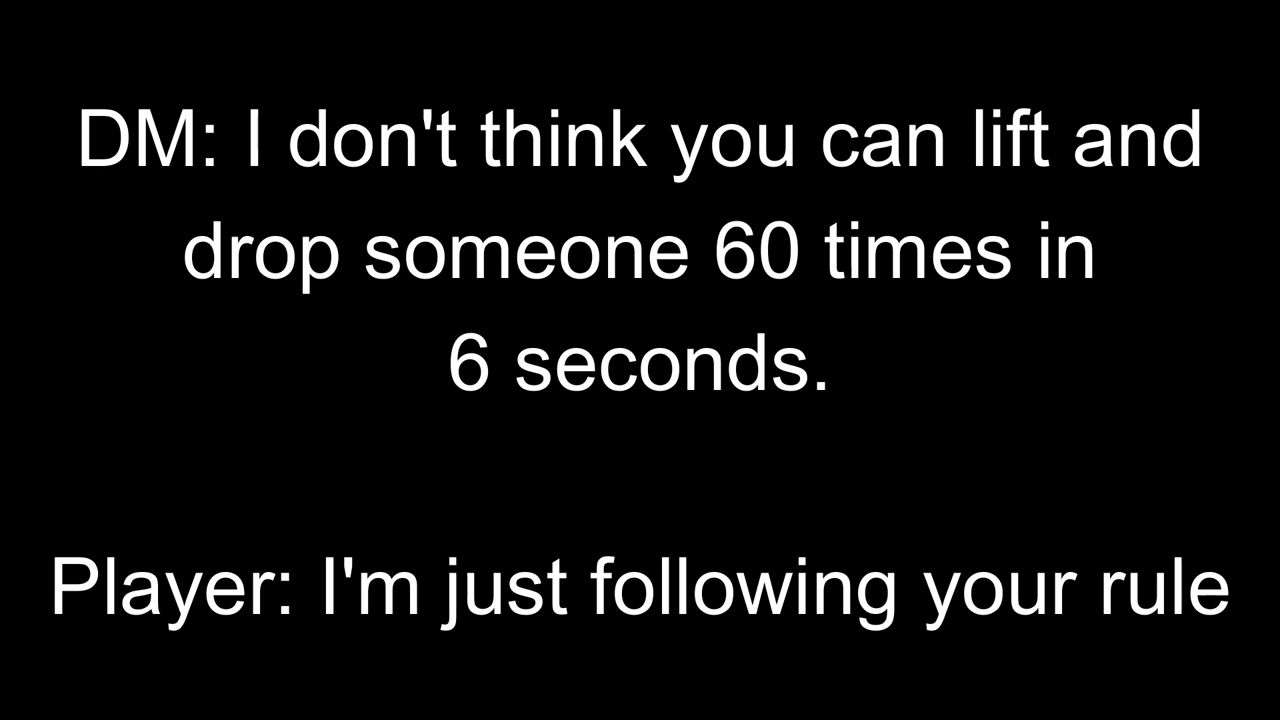 DM: I don't think you can lift and
drop someone 60 times in
6 seconds.
Player: I'm just following your rule